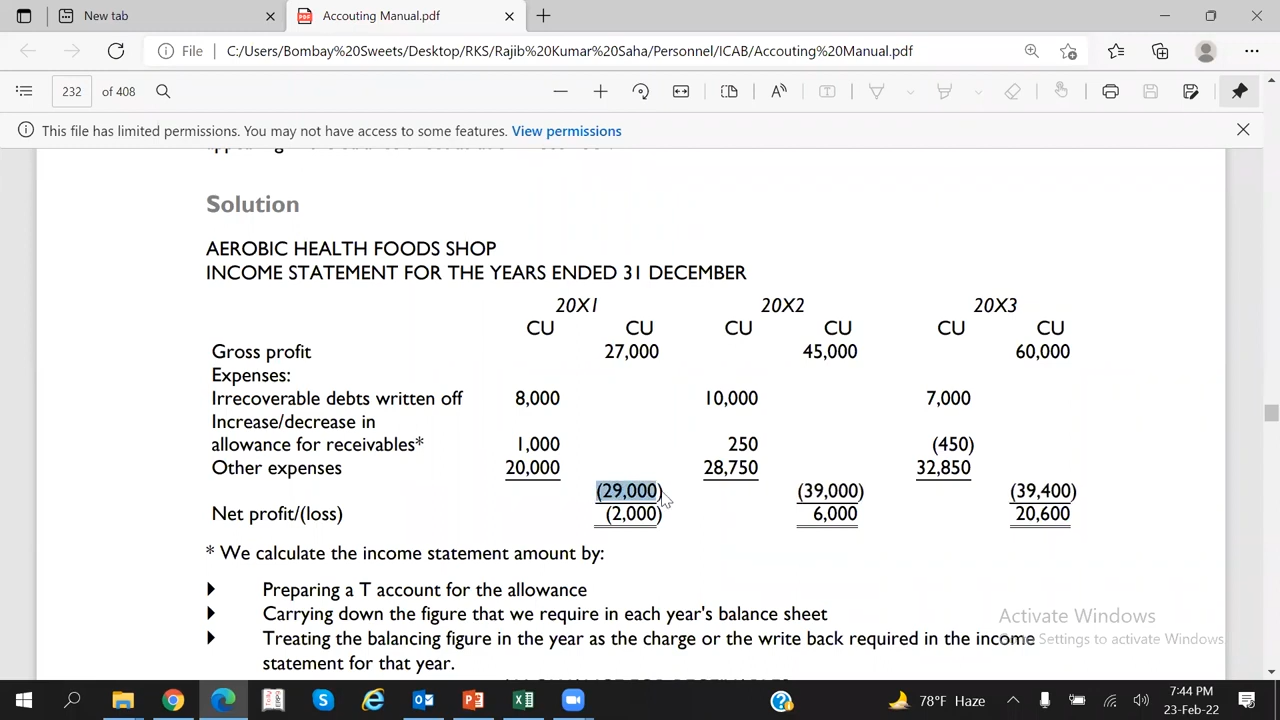 New tab
Accouting Manual.pdf
File
C:/Users/Bombay%20Sweets/Desktop/RKS/Rajib%20Kumar%20Saha/Personnel/ICAB/Accouting%20Manual.pdf
232 of 408
This file has limited permissions. You may not have access to some features. View permissions
Solution
AEROBIC HEALTH FOODS SHOP
INCOME STATEMENT FOR THE YEARS ENDED 31 DECEMBER
20X1 20X2 20X3
CU CU CU CU CU CU
Gross profit 27,000 45,000 60,000
Expenses:
Irrecoverable debts written off 8,000 10,000 7,000
Increase/decrease in
allowance for receivables* 1,000 250 (450)
Other expenses 20,000 28,750 32,850
(29,000) (39,000) (39,400)
Net profit/(loss) (2,000) 6,000 20,600
* We calculate the income statement amount by:
Preparing a T account for the allowance
Carrying down the figure that we require in each year's balance sheet
Treating the balancing figure in the year as the charge or the write back required in the income
statement for that year.
Activate Windows
Settings to activate Windows.
78°F Haze
7:44 PM
23-Feb-22